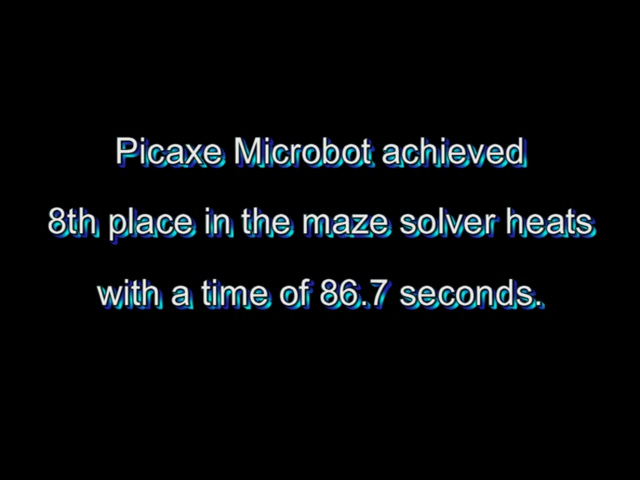 Picaxe Microbot achieved
8th place in the maze solver heats
with a time of 86.7 seconds.